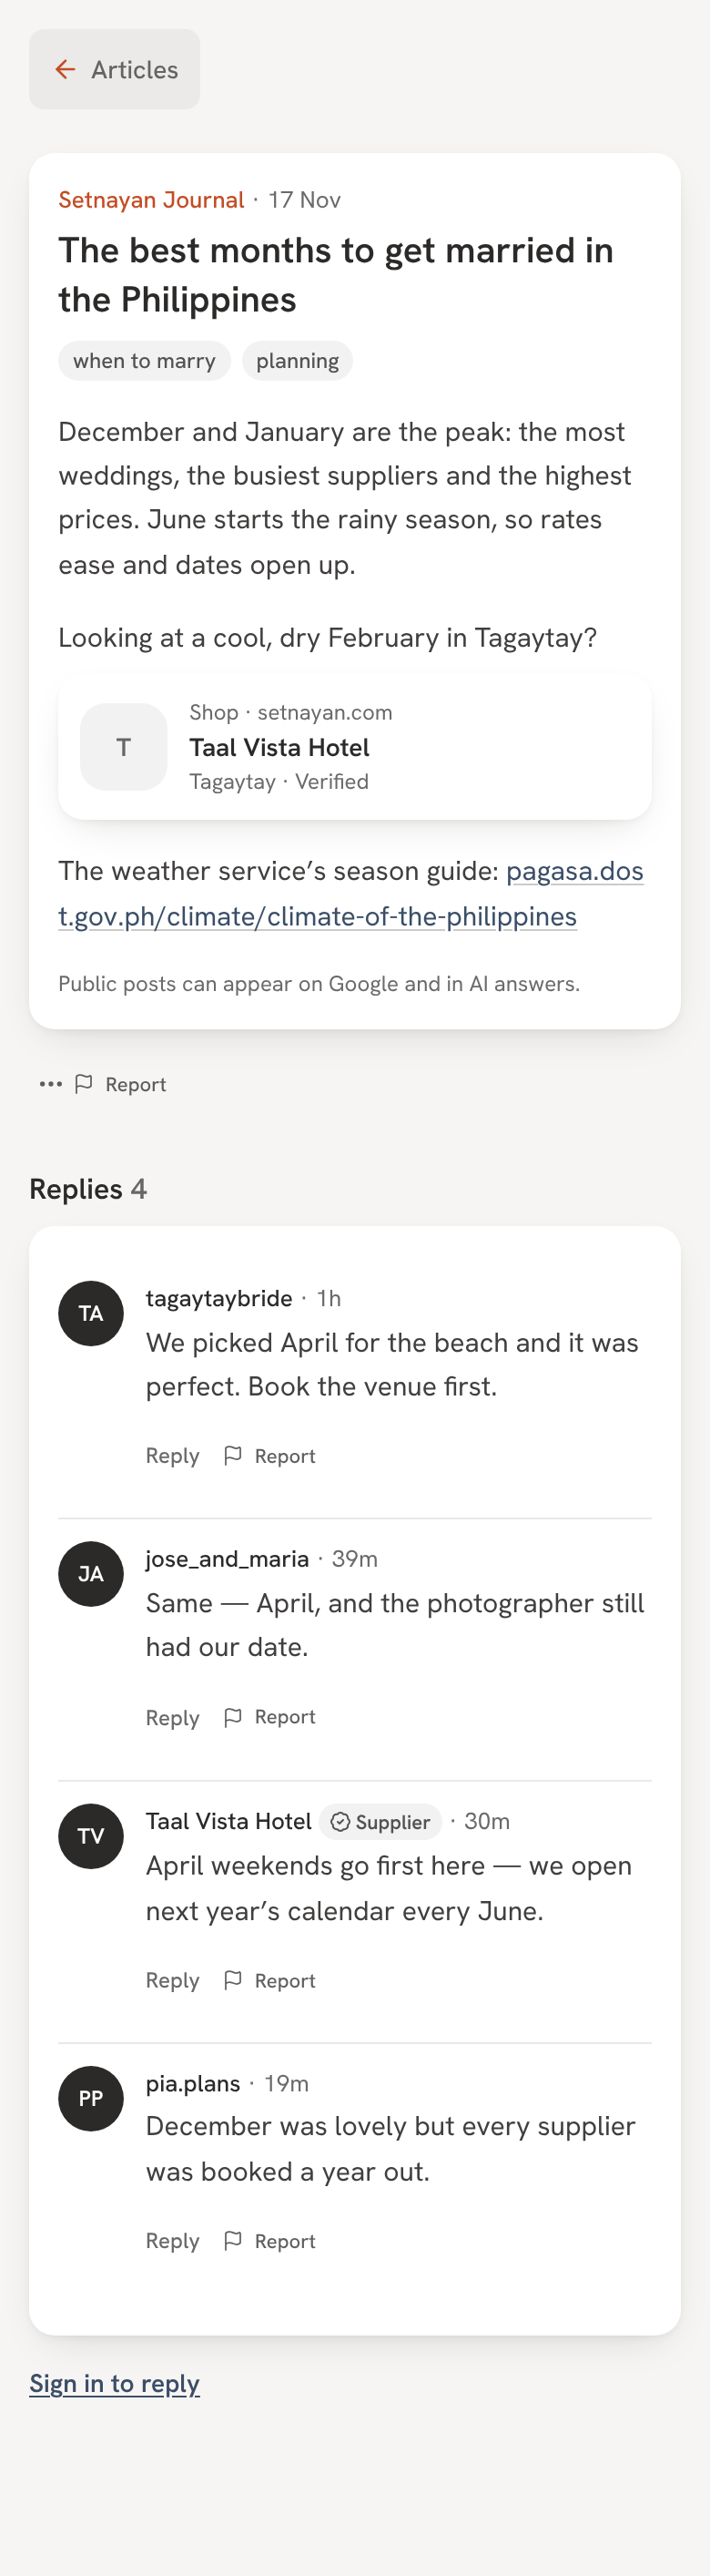 Articles
Setnayan Journal · 17 Nov
The best months to get married in
the Philippines
when to marry planning
December and January are the peak: the most
weddings, the busiest suppliers and the highest
prices. June starts the rainy season, so rates
ease and dates open up.
Looking at a cool, dry February in Tagaytay?
T
Shop · setnayan.com
Taal Vista Hotel
Tagaytay · Verified
The weather service’s season guide: pagasa.dos
t.gov.ph/climate/climate-of-the-philippines
Public posts can appear on Google and in AI answers.
Report
Replies 4
TA
tagaytaybride · 1h
We picked April for the beach and it was
perfect. Book the venue first.
Reply Report
JA
jose_and_maria · 39m
Same — April, and the photographer still
had our date.
Reply Report
TV
Taal Vista Hotel Supplier · 30m
April weekends go first here — we open
next year’s calendar every June.
Reply Report
PP
pia.plans · 19m
December was lovely but every supplier
was booked a year out.
Reply Report
Sign in to reply